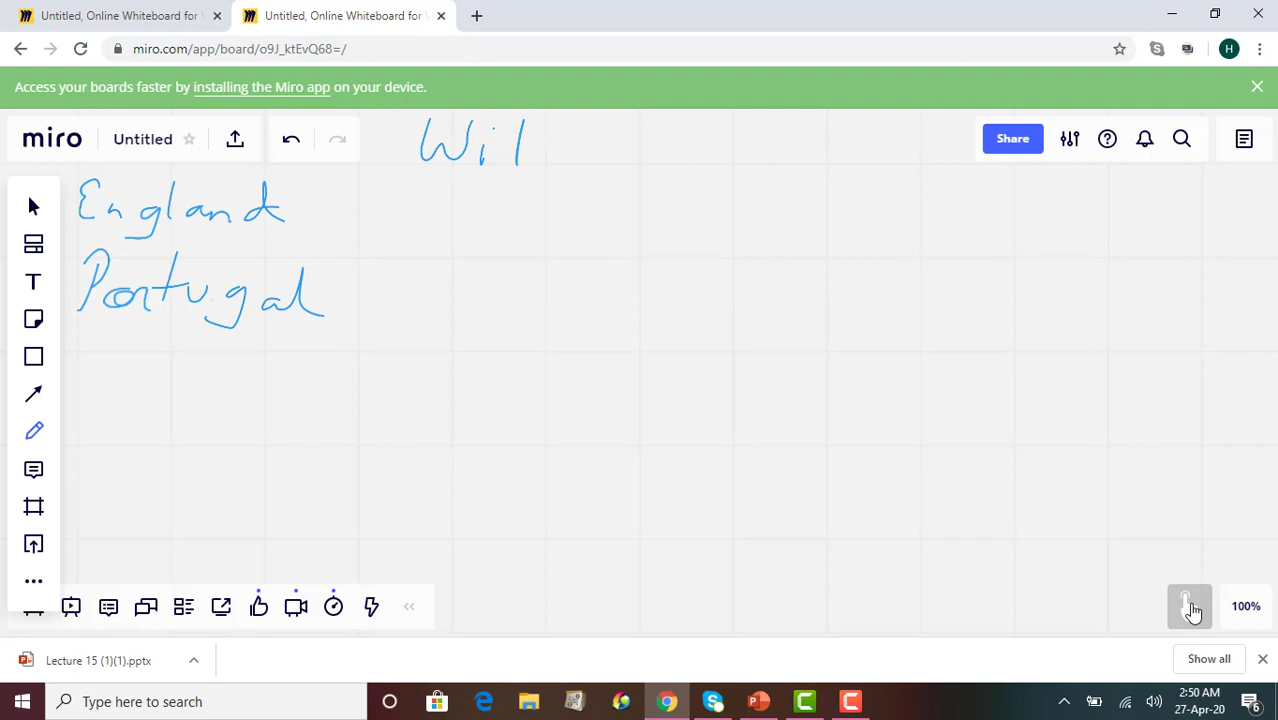 Untitled, Online Whiteboard for
Untitled, Online Whiteboard for
miro.com/app/board/o9J_ktEvQ68=/
H
Access your boards faster by installing the Miro app on your device.
miro
Untitled
Share
Wil
England
Portugal
T
100%
Lecture 15 (1)(1).pptx
Show all
Type here to search
2:50 AM
27-Apr-20
6